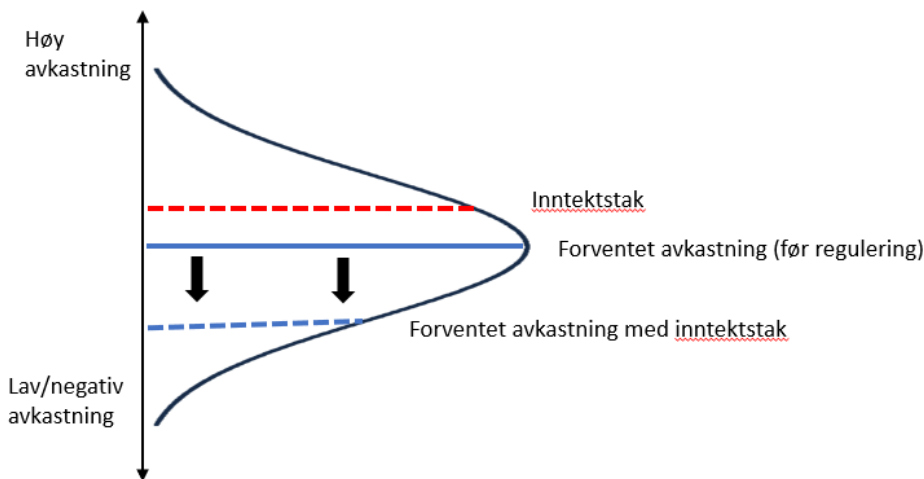 Høy
avkastning
Inntektstak
Forventet avkastning (før regulering)
Forventet avkastning med inntektstak
Lav/negativ
avkastning